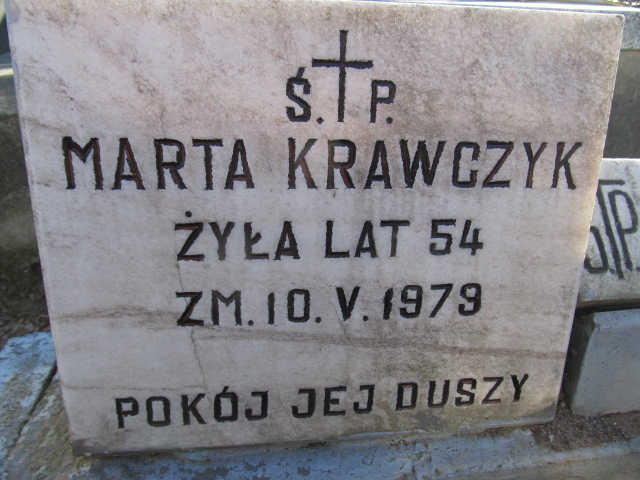 Ś. P.
MARTA KRAWCZYK
ŻYŁA LAT 54
ZM. 10. V. 1979
POKÓJ JEJ DUSZY
Ś.P.